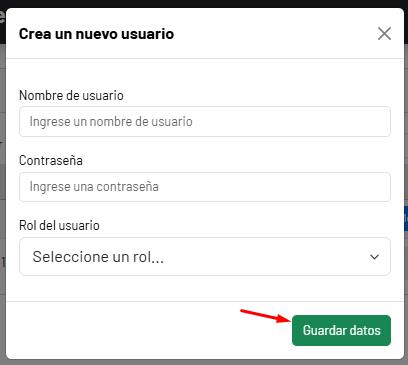 Crea un nuevo usuario
Nombre de usuario
Ingrese un nombre de usuario
Contraseña
Ingrese una contraseña
Rol del usuario
Seleccione un rol...
Guardar datos